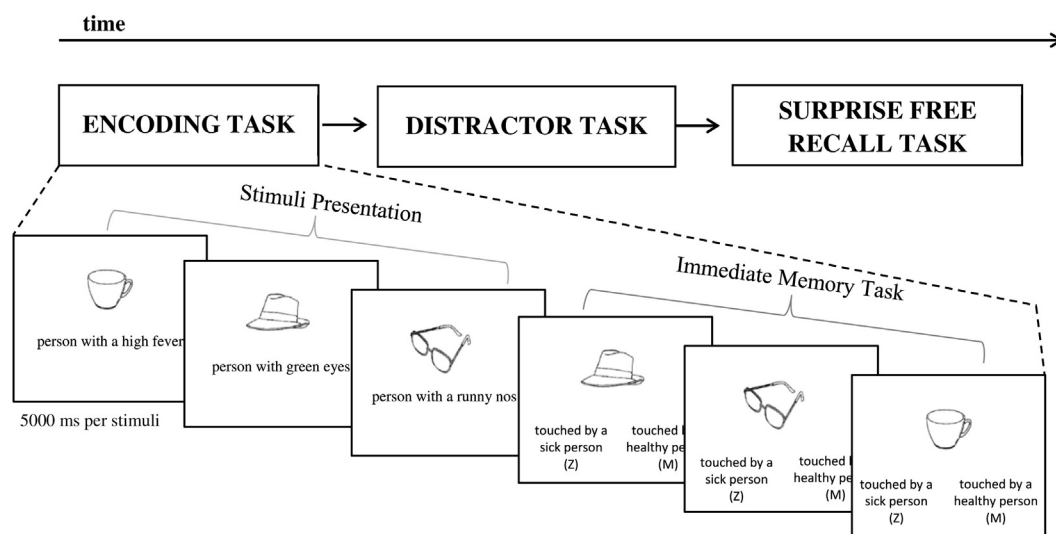 time
ENCODING TASK
DISTRACTOR TASK
SURPRISE FREE
RECALL TASK
Stimuli Presentation
Immediate Memory Task
person with a high fever
person with green eyes
person with a runny nos
5000 ms per stimuli
touched by a
sick person
(Z)
touched by
healthy pe
(M)
touched by a
sick person
(Z)
touched
healthy pe
(M)
touched by a
sick person
(Z)
touched by a
healthy person
(M)